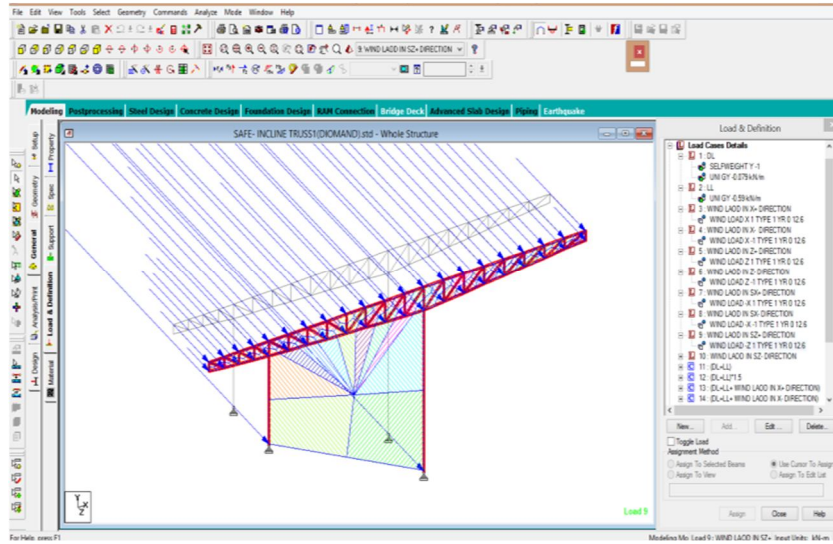 File Edit View Tools Select Geometry Commands Analyze Mode Window Help
9: WIND LAOD IN SZ+ DIRECTION
Modeling Postprocessing Steel Design Concrete Design Foundation Design RAM Connection Bridge Deck Advanced Slab Design Piping Earthquake
SAFE- INCLINE TRUSS1(DIOMAND).std - Whole Structure
Setup
Geometry
General
Analysis/Print
Design
Property
Spec
Support
Load & Definition
Material
Load 9
Y
X
Z
Load & Definition
Load Cases Details
1 : DL
SELFWEIGHT Y -1
UNI GY -0.079 kN/m
2 : LL
UNI GY -0.59 kN/m
3 : WIND LAOD IN X+ DIRECTION
WIND LOAD X 1 TYPE 1 YR 0 12.6
4 : WIND LAOD IN X- DIRECTION
WIND LOAD X -1 TYPE 1 YR 0 12.6
5 : WIND LAOD IN Z+ DIRECTION
WIND LOAD Z 1 TYPE 1 YR 0 12.6
6 : WIND LAOD IN Z-DIRECTION
WIND LOAD Z -1 TYPE 1 YR 0 12.6
7 : WIND LAOD IN SX+ DIRECTION
WIND LOAD -X 1 TYPE 1 YR 0 12.6
8 : WIND LAOD IN SX-DIRECTION
WIND LOAD -X -1 TYPE 1 YR 0 12.6
9 : WIND LAOD IN SZ+ DIRECTION
WIND LOAD -Z 1 TYPE 1 YR 0 12.6
10 : WIND LAOD IN SZ- DIRECTION
11 : (DL+LL)
12 : (DL+LL)*1.5
13 : (DL+LL+ WIND LAOD IN X+ DIRECTION)
14 : (DL+LL+ WIND LAOD IN X- DIRECTION)
New... Add... Edit... Delete...
Toggle Load
Assignment Method
Assign To Selected Beams Use Cursor To Assign
Assign To View Assign To Edit List
Assign Close Help
For Help, press F1
Modeling Mo Load 9 : WIND LAOD IN SZ+ Input Units: kN-m